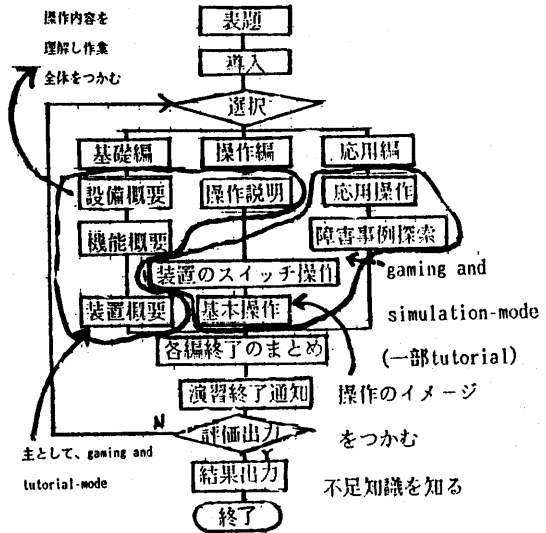 操作内容を
理解し作業
全体をつかむ
表題
導入
選択
基礎編
操作編
応用編
設備概要
操作説明
応用操作
機能概要
障害事例探索
装置のスイッチ操作
gaming and
simulation-mode
(一部tutorial)
装置概要
基本操作
各編終了のまとめ
演習終了通知
操作のイメージ
をつかむ
N
評価出力
主として、gaming and
tutorial-mode
Y
結果出力
不足知識を知る
終了